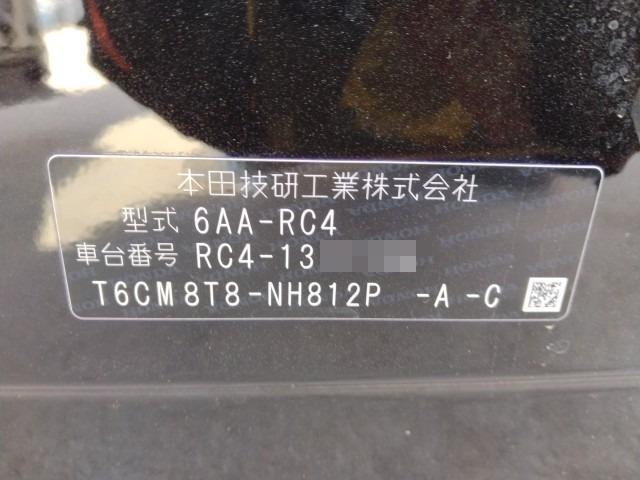 本田技研工業株式会社
型式 6AA-RC4
車台番号 RC4-13
T6CM8T8-NH812P -A -C